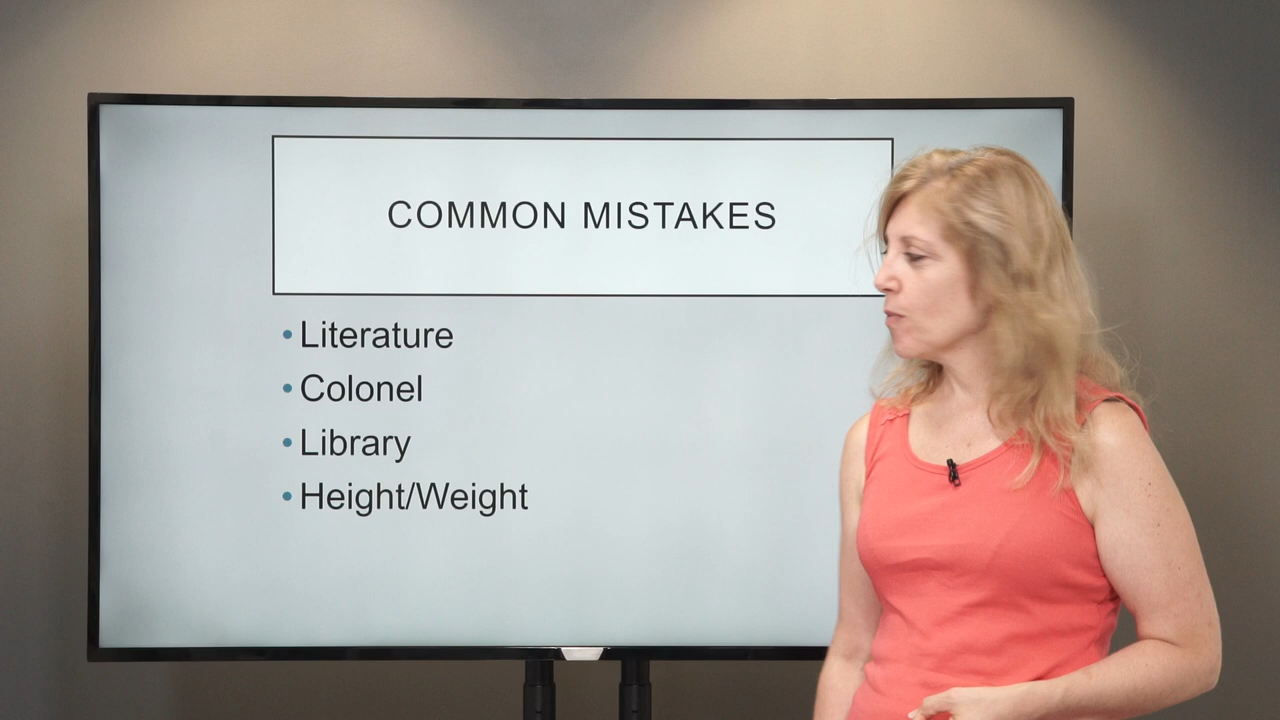 COMMON MISTAKES
• Literature
• Colonel
• Library
• Height/Weight